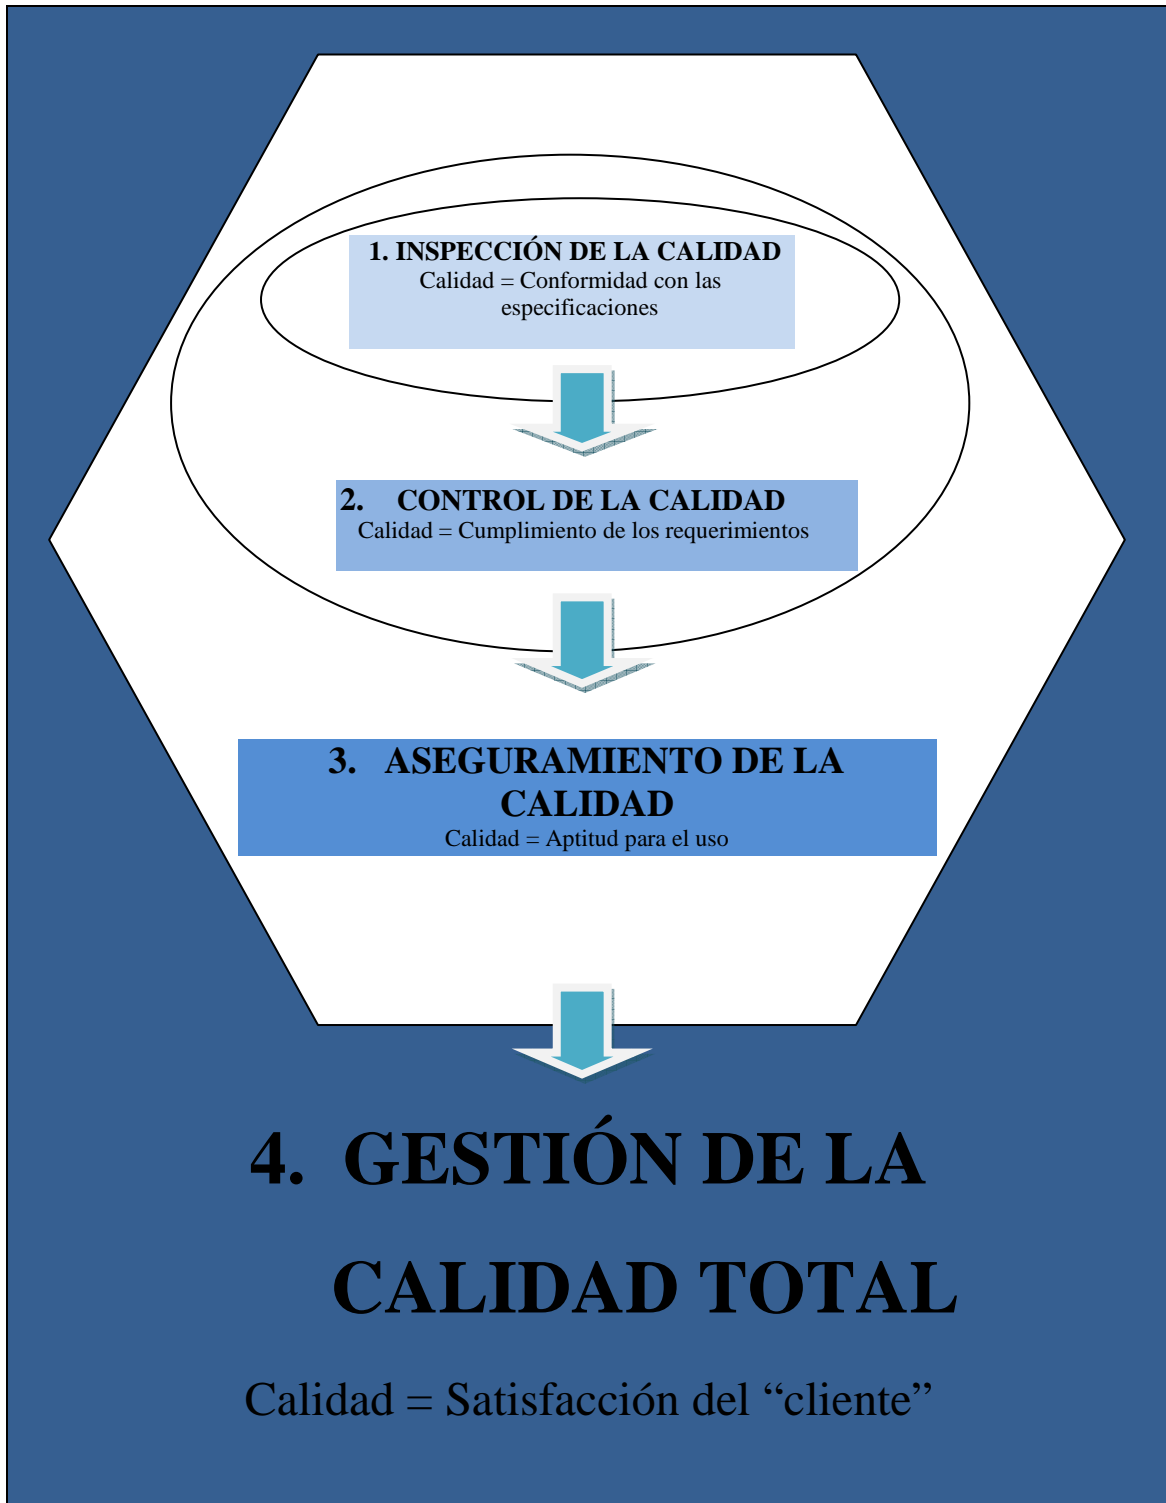 1. INSPECCIÓN DE LA CALIDAD
Calidad = Conformidad con las
especificaciones
2. CONTROL DE LA CALIDAD
Calidad = Cumplimiento de los requerimientos
3. ASEGURAMIENTO DE LA
CALIDAD
Calidad = Aptitud para el uso
4. GESTIÓN DE LA
CALIDAD TOTAL
Calidad = Satisfacción del “cliente”